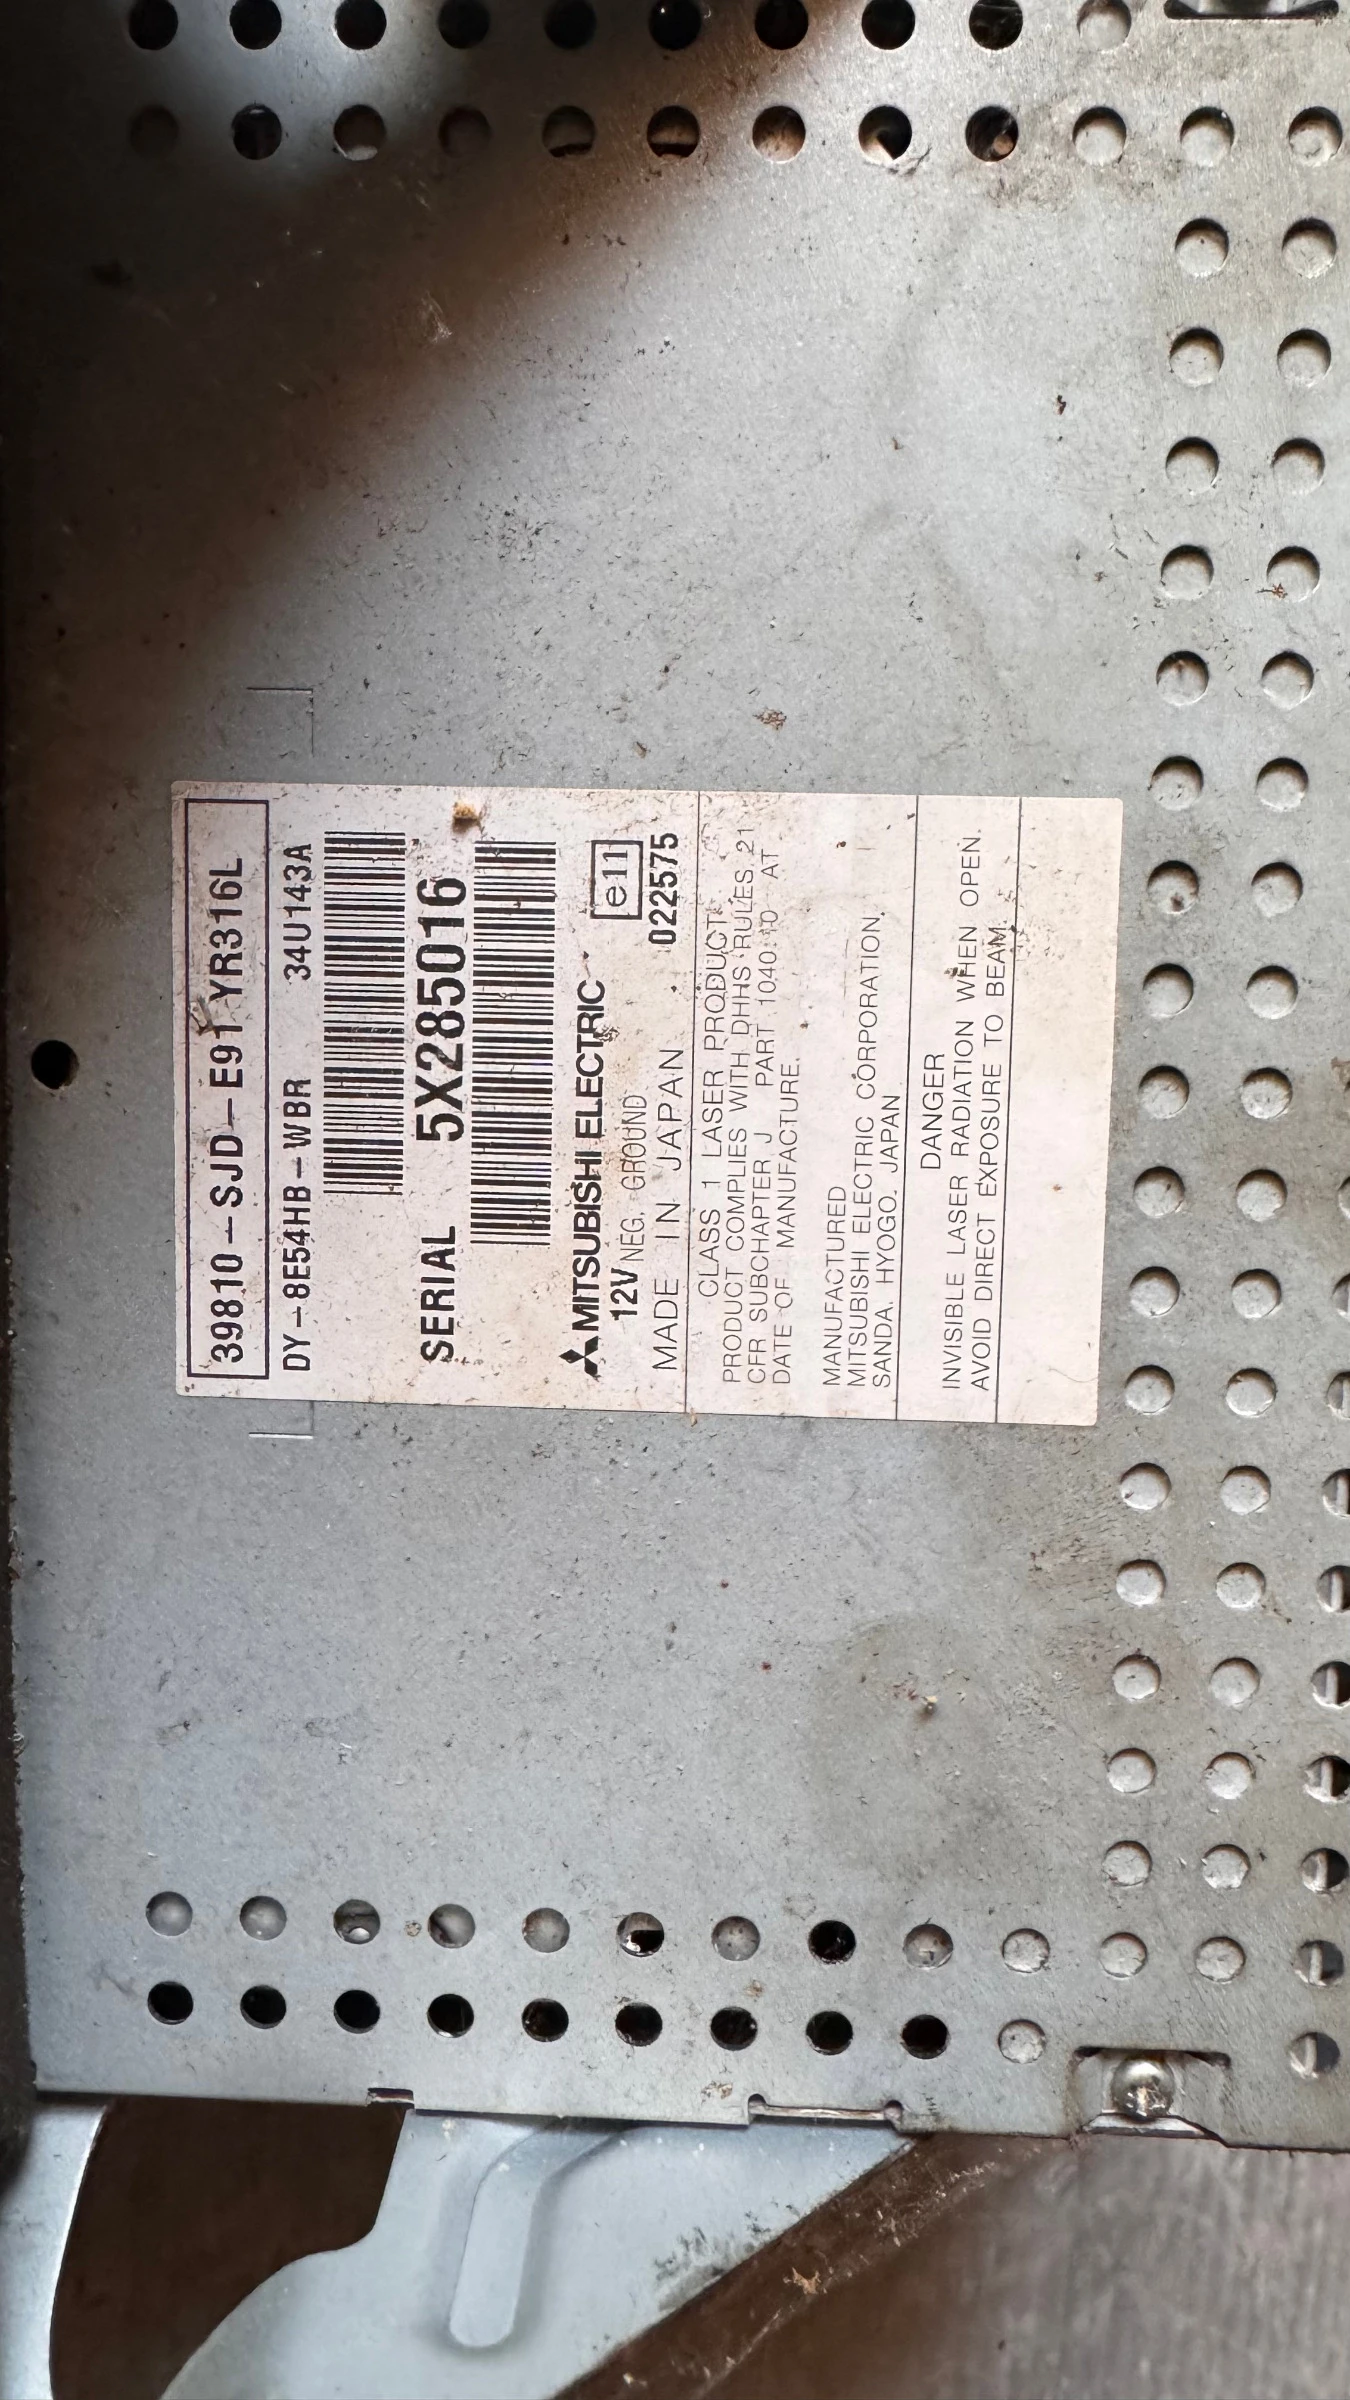 39810-SJD-E91 YR316L
DY-8E54HB-WBR 34U143A
SERIAL 5X285016
MITSUBISHI ELECTRIC
e11
12V NEG. GROUND
022575
MADE IN JAPAN
CLASS 1 LASER PRODUCT
PRODUCT COMPLIES WITH DHHS RULES 21
CFR SUBCHAPTER J PART 1040.10 AT
DATE OF MANUFACTURE.
MANUFACTURED
MITSUBISHI ELECTRIC CORPORATION.
SANDA. HYOGO. JAPAN
DANGER
INVISIBLE LASER RADIATION WHEN OPEN.
AVOID DIRECT EXPOSURE TO BEAM.